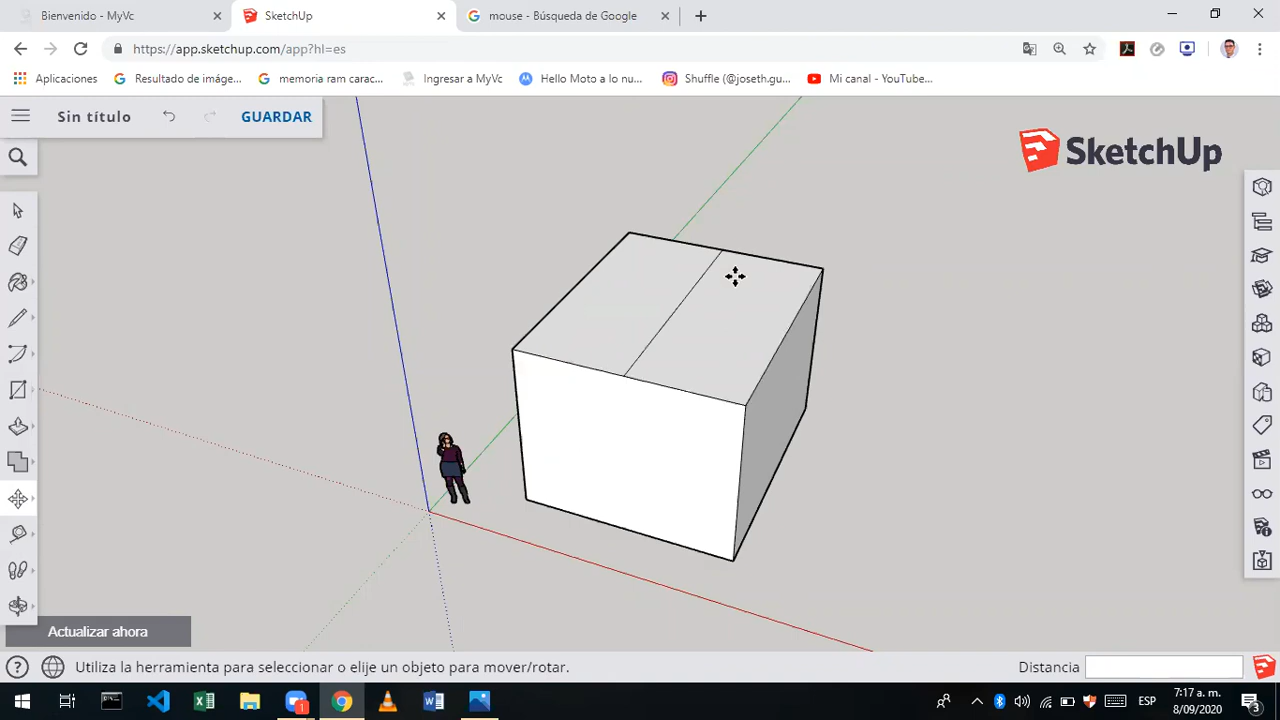 Bienvenido - MyVc
SketchUp
mouse - Búsqueda de Google
https://app.sketchup.com/app?hl=es
Aplicaciones
Resultado de imáge...
memoria ram carac...
Ingresar a MyVc
Hello Moto a lo nu...
Shuffle (@joseth.gu...
Mi canal - YouTube...
Sin título
GUARDAR
SketchUp
Actualizar ahora
Utiliza la herramienta para seleccionar o elije un objeto para mover/rotar.
Distancia
1
ESP
7:17 a. m.
8/09/2020
3